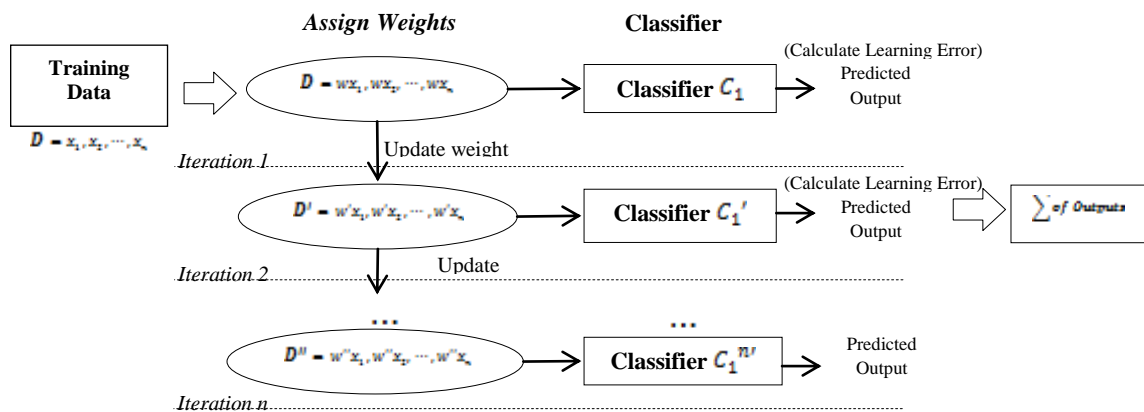 Assign Weights
Classifier
Training
Data
D = x₁, x₂, ⋯, xₙ
D = wx₁, wx₂, ⋯, wxₙ
Classifier C₁
(Calculate Learning Error)
Predicted
Output
Update weight
Iteration 1
D' = w'x₁, w'x₂, ⋯, w'xₙ
Classifier C₁'
(Calculate Learning Error)
Predicted
Output
∑ of Outputs
Update
Iteration 2
...
...
D'' = w''x₁, w''x₂, ⋯, w''xₙ
Classifier C₁ⁿ'
Predicted
Output
Iteration n